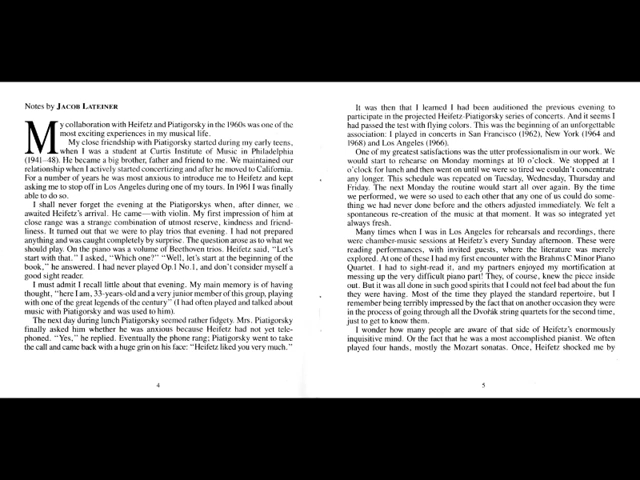 Notes by JACOB LATEINER
My collaboration with Heifetz and Piatigorsky in the 1960s was one of the
most exciting experiences in my musical life.
My close friendship with Piatigorsky started during my early teens,
when I was a student at Curtis Institute of Music in Philadelphia
(1941–48). He became a big brother, father and friend to me. We maintained our
relationship when I actively started concertizing and after he moved to California.
For a number of years he was most anxious to introduce me to Heifetz and kept
asking me to stop off in Los Angeles during one of my tours. In 1961 I was finally
able to do so.
I shall never forget the evening at the Piatigorskys when, after dinner, we
awaited Heifetz's arrival. He came—with violin. My first impression of him at
close range was a strange combination of utmost reserve, kindness and friend-
liness. It turned out that we were to play trios that evening. I had not prepared
anything and was caught completely by surprise. The question arose as to what we
should play. On the piano was a volume of Beethoven trios. Heifetz said, "Let's
start with that." I asked, "Which one?" "Well, let's start at the beginning of the
book," he answered. I had never played Op.1 No.1, and don't consider myself a
good sight reader.
I must admit I recall little about that evening. My main memory is of having
thought, "here I am, 33-years-old and a very junior member of this group, playing
with one of the great legends of the century" (I had often played and talked about
music with Piatigorsky and was used to him).
The next day during lunch Piatigorsky seemed rather fidgety. Mrs. Piatigorsky
finally asked him whether he was anxious because Heifetz had not yet tele-
phoned. "Yes," he replied. Eventually the phone rang; Piatigorsky went to take
the call and came back with a huge grin on his face: "Heifetz liked you very much."
4
It was then that I learned I had been auditioned the previous evening to
participate in the projected Heifetz-Piatigorsky series of concerts. And it seems I
had passed the test with flying colors. This was the beginning of an unforgettable
association: I played in concerts in San Francisco (1962), New York (1964 and
1968) and Los Angeles (1966).
One of my greatest satisfactions was the utter professionalism in our work. We
would start to rehearse on Monday mornings at 10 o'clock. We stopped at 1
o'clock for lunch and then went on until we were so tired we couldn't concentrate
any longer. This schedule was repeated on Tuesday, Wednesday, Thursday and
Friday. The next Monday the routine would start all over again. By the time
we performed, we were so used to each other that any one of us could do some-
thing we had never done before and the others adjusted immediately. We felt a
spontaneous re-creation of the music at that moment. It was so integrated yet
always fresh.
Many times when I was in Los Angeles for rehearsals and recordings, there
were chamber-music sessions at Heifetz's every Sunday afternoon. These were
reading performances, with invited guests, where the literature was merely
explored. At one of these I had my first encounter with the Brahms C Minor Piano
Quartet. I had to sight-read it, and my partners enjoyed my mortification at
messing up the very difficult piano part! They, of course, knew the piece inside
out. But it was all done in such good spirits that I could not feel bad about the fun
they were having. Most of the time they played the standard repertoire, but I
remember being terribly impressed by the fact that on another occasion they were
in the process of going through all the Dvořák string quartets for the second time,
just to get to know them.
I wonder how many people are aware of that side of Heifetz's enormously
inquisitive mind. Or the fact that he was a most accomplished pianist. We often
played four hands, mostly the Mozart sonatas. Once, Heifetz shocked me by
5